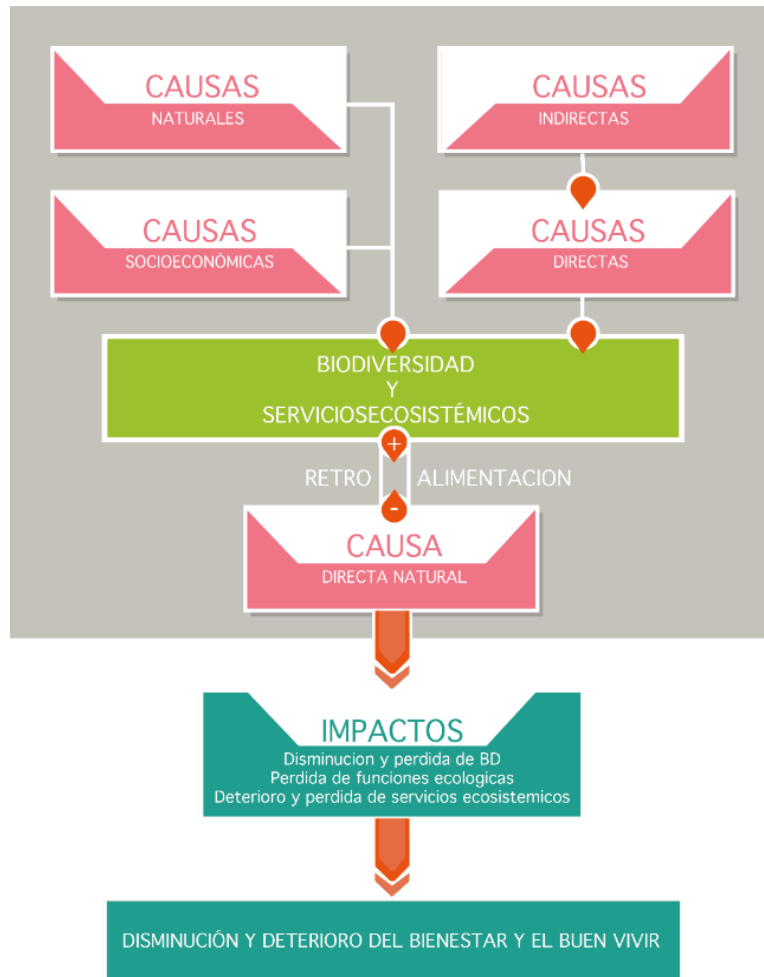 CAUSAS
NATURALES
CAUSAS
INDIRECTAS
CAUSAS
SOCIOECONÔMICAS
CAUSAS
DIRECTAS
BIODIVERSIDAD
Y
SERVICIOSECOSISTÉMICOS
+
RETRO ALIMENTACION
-
CAUSA
DIRECTA NATURAL
IMPACTOS
Disminucion y perdida de BD
Perdida de funciones ecologicas
Deterioro y perdida de servicios ecosistemicos
DISMINUCIÓN Y DETERIORO DEL BIENESTAR Y EL BUEN VIVIR